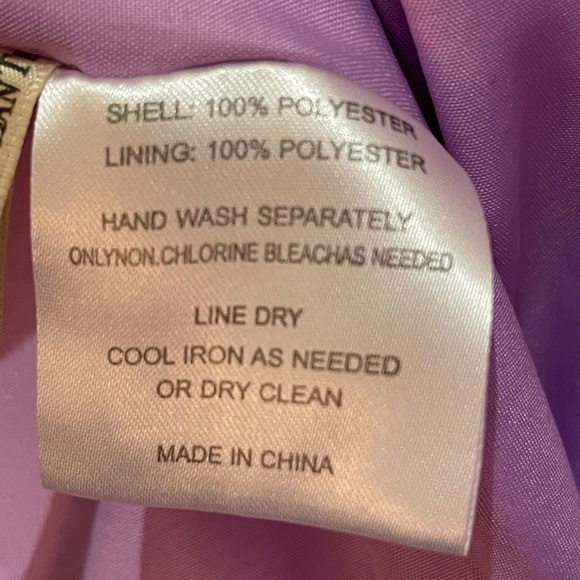 SHELL: 100% POLYESTER
LINING: 100% POLYESTER
HAND WASH SEPARATELY
ONLYNON.CHLORINE BLEACHAS NEEDED
LINE DRY
COOL IRON AS NEEDED
OR DRY CLEAN
MADE IN CHINA